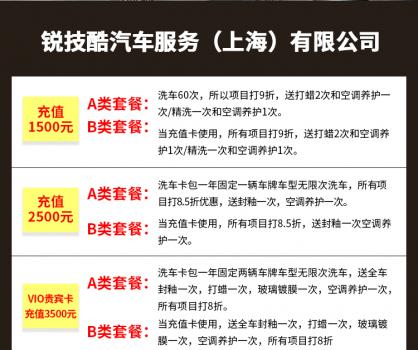 锐技酷汽车服务（上海）有限公司
充值
1500元
A类套餐：
洗车60次，所以项目打9折，送打蜡2次和空调养护一
次/精洗一次和空调养护1次。
B类套餐：
当充值卡使用，所有项目打9折，送打蜡2次和空调养
护1次/精洗一次和空调养护1次。
充值
2500元
A类套餐：
洗车卡包一年固定一辆车牌车型无限次洗车，所有项
目打8.5折优惠，送封釉一次，空调养护一次。
B类套餐：
当充值卡使用，所有项目打8.5折，送封釉一次空调养
护一次。
VIO贵宾卡
充值3500元
A类套餐：
洗车卡包一年固定两辆车牌车型无限次洗车，送全车
封釉一次，打蜡一次，玻璃镀膜一次，空调养护一次，
所有项目打8折。
B类套餐：
当充值卡使用，送全车封釉一次，打蜡一次，玻璃镀
膜一次，空调养护一次，所有项目打8折